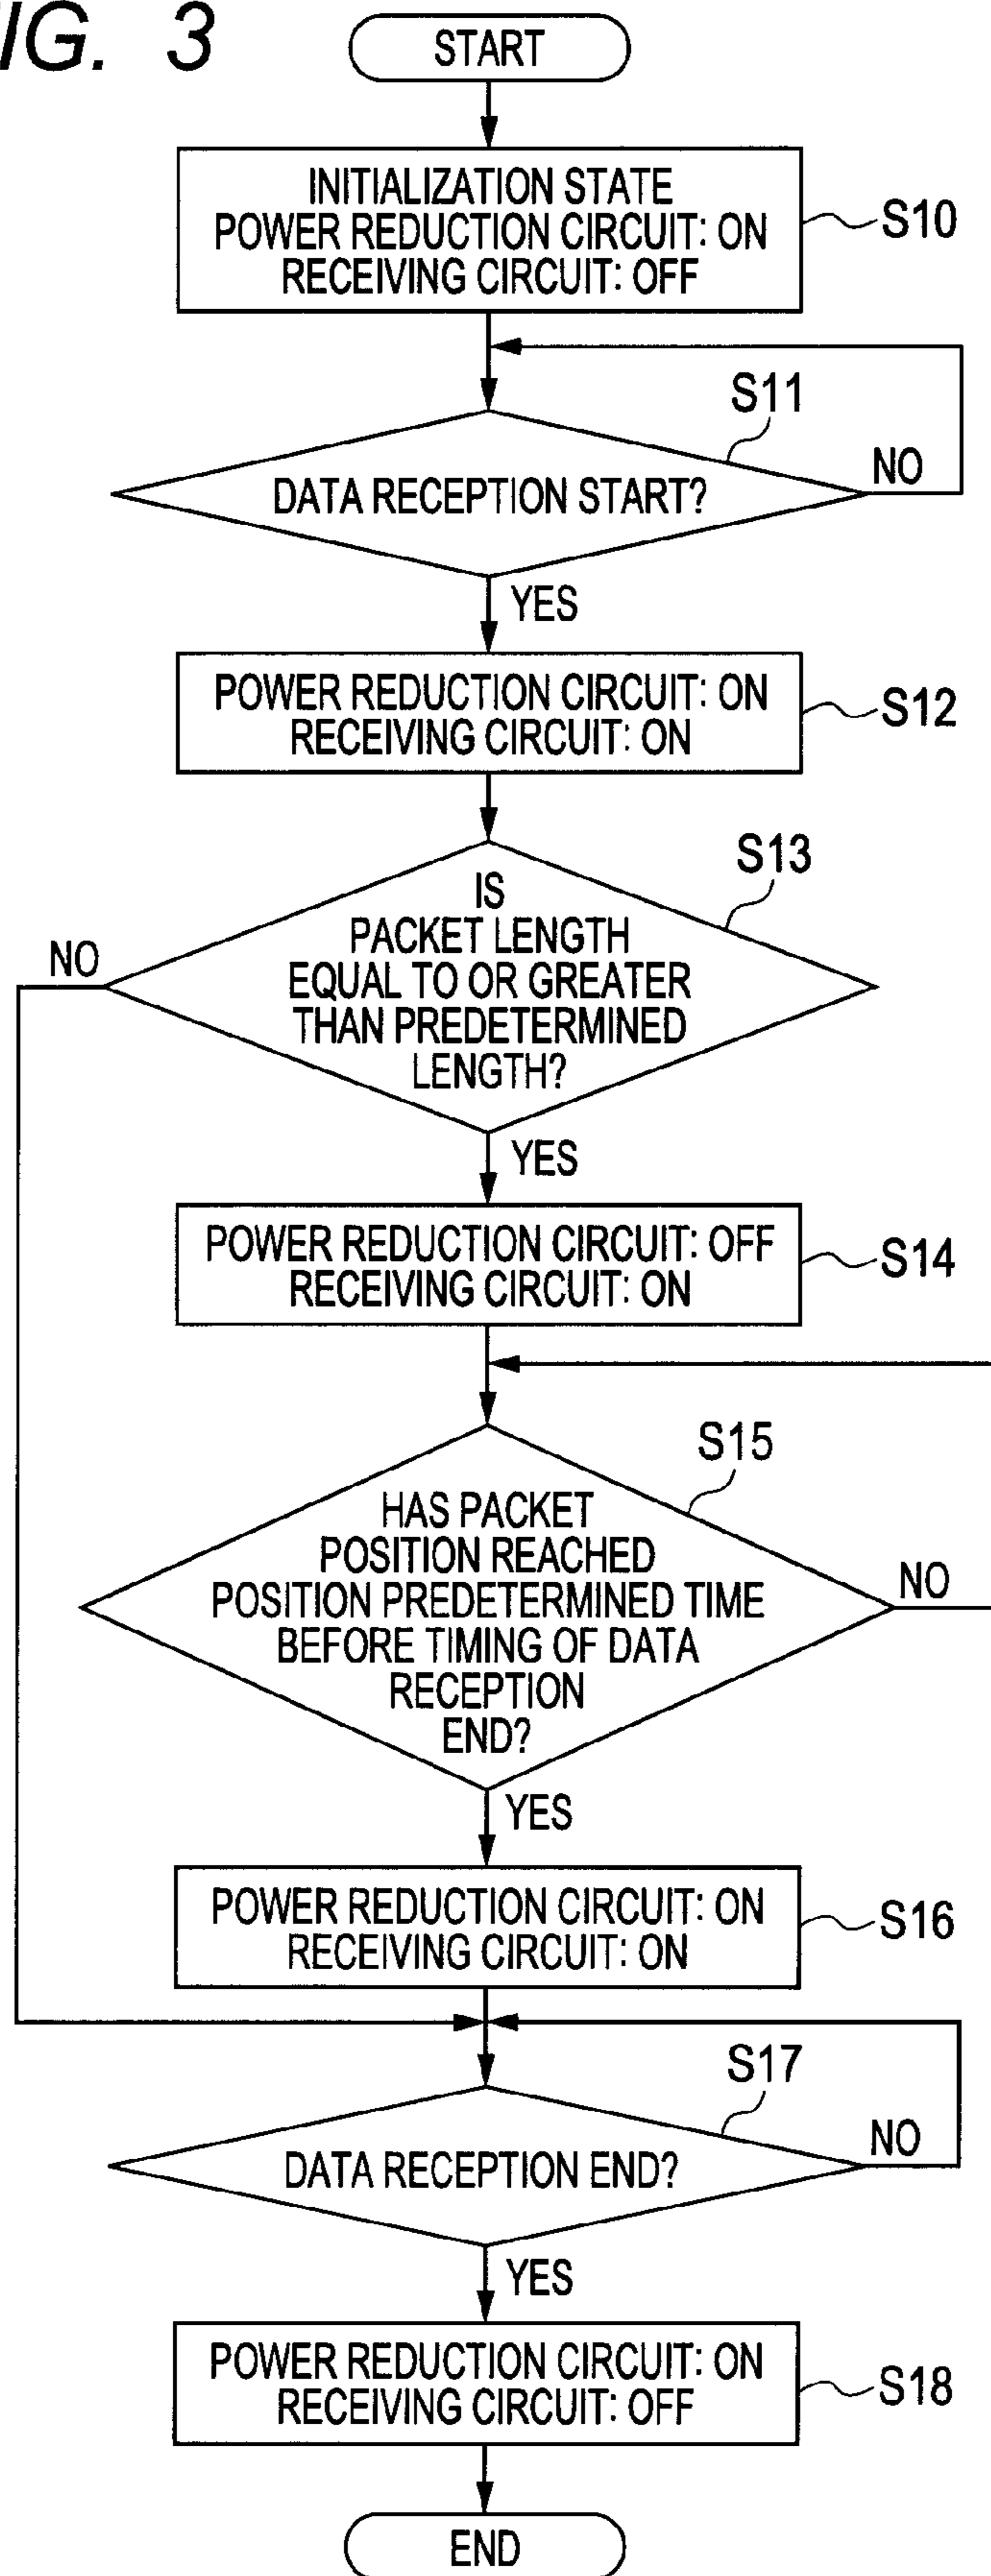 IG. 3
START
INITIALIZATION STATE
POWER REDUCTION CIRCUIT: ON
RECEIVING CIRCUIT: OFF
S10
S11
DATA RECEPTION START?
NO
YES
POWER REDUCTION CIRCUIT: ON
RECEIVING CIRCUIT: ON
S12
S13
IS
PACKET LENGTH
EQUAL TO OR GREATER
THAN PREDETERMINED
LENGTH?
NO
YES
POWER REDUCTION CIRCUIT: OFF
RECEIVING CIRCUIT: ON
S14
S15
HAS PACKET
POSITION REACHED
POSITION PREDETERMINED TIME
BEFORE TIMING OF DATA
RECEPTION
END?
NO
YES
POWER REDUCTION CIRCUIT: ON
RECEIVING CIRCUIT: ON
S16
S17
DATA RECEPTION END?
NO
YES
POWER REDUCTION CIRCUIT: ON
RECEIVING CIRCUIT: OFF
S18
END